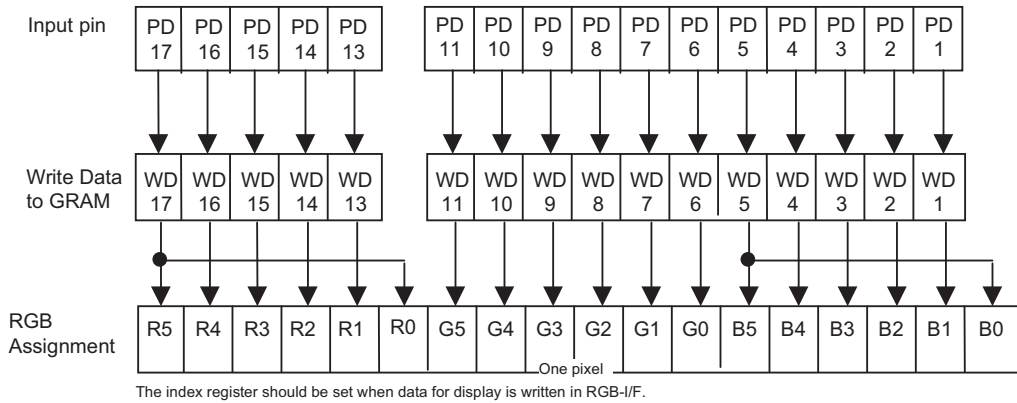 Input pin PD 17 PD 16 PD 15 PD 14 PD 13 PD 11 PD 10 PD 9 PD 8 PD 7 PD 6 PD 5 PD 4 PD 3 PD 2 PD 1
Write Data to GRAM WD 17 WD 16 WD 15 WD 14 WD 13 WD 11 WD 10 WD 9 WD 8 WD 7 WD 6 WD 5 WD 4 WD 3 WD 2 WD 1
RGB Assignment R5 R4 R3 R2 R1 R0 G5 G4 G3 G2 G1 G0 B5 B4 B3 B2 B1 B0
One pixel
The index register should be set when data for display is written in RGB-I/F.